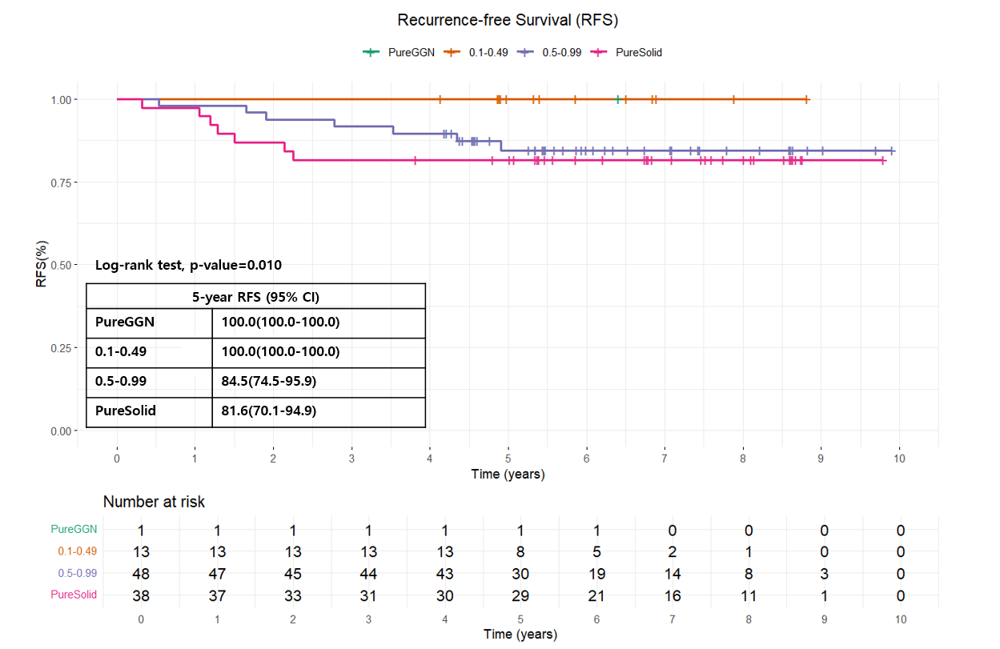 Recurrence-free Survival (RFS)
PureGGN 0.1-0.49 0.5-0.99 PureSolid
1.00
0.75
0.50
0.25
0.00
RFS(%)
Log-rank test, p-value=0.010
5-year RFS (95% CI)
PureGGN 100.0(100.0-100.0)
0.1-0.49 100.0(100.0-100.0)
0.5-0.99 84.5(74.5-95.9)
PureSolid 81.6(70.1-94.9)
0 1 2 3 4 5 6 7 8 9 10
Time (years)
Number at risk
PureGGN 1 1 1 1 1 1 1 0 0 0 0
0.1-0.49 13 13 13 13 13 8 5 2 1 0 0
0.5-0.99 48 47 45 44 43 30 19 14 8 3 0
PureSolid 38 37 33 31 30 29 21 16 11 1 0
0 1 2 3 4 5 6 7 8 9 10
Time (years)